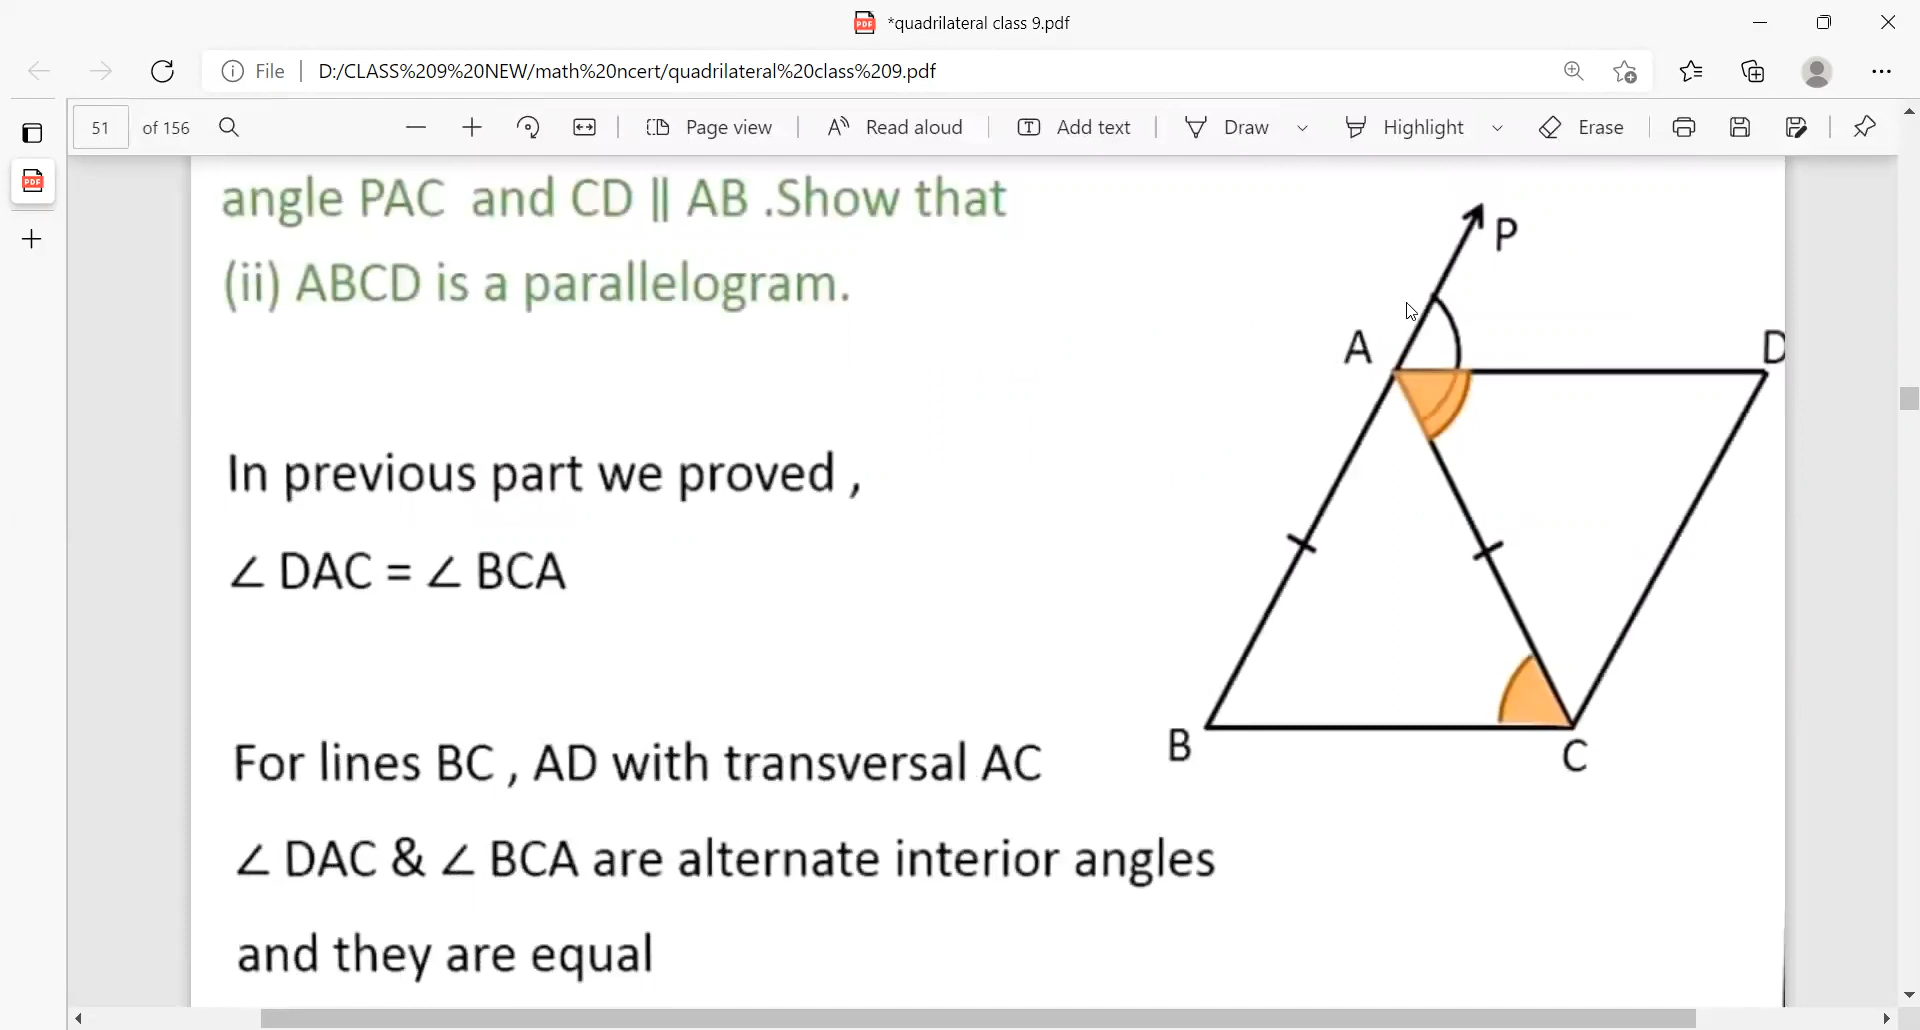 *quadrilateral class 9.pdf
File D:/CLASS%209%20NEW/math%20ncert/quadrilateral%20class%209.pdf
51 of 156 Page view Read aloud Add text Draw Highlight Erase
angle PAC and CD || AB .Show that
(ii) ABCD is a parallelogram.
P
A
D
In previous part we proved ,
∠ DAC = ∠ BCA
B
C
For lines BC , AD with transversal AC
∠ DAC & ∠ BCA are alternate interior angles
and they are equal